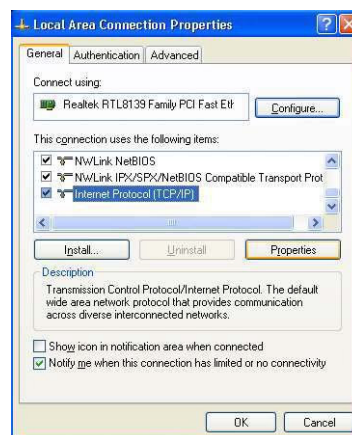 Local Area Connection Properties
General Authentication Advanced
Connect using:
Realtek RTL8139 Family PCI Fast Eth
Configure...
This connection uses the following items:
NWLink NetBIOS
NWLink IPX/SPX/NetBIOS Compatible Transport Prot
Internet Protocol (TCP/IP)
Install... Uninstall Properties
Description
Transmission Control Protocol/Internet Protocol. The default
wide area network protocol that provides communication
across diverse interconnected networks.
Show icon in notification area when connected
Notify me when this connection has limited or no connectivity
OK Cancel